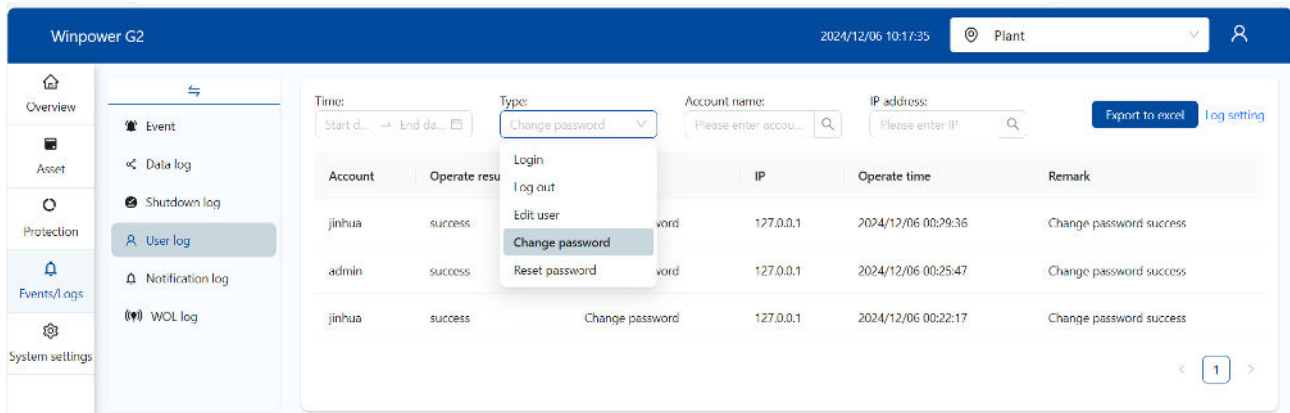 Winpower G2
2024/12/06 10:17:35
Plant
Overview
Asset
Protection
Events/Logs
System settings
Event
Data log
Shutdown log
User log
Notification log
WOL log
Time:
Start d... → End da...
Type:
Change password
Account name:
Please enter accou...
IP address:
Please enter IP
Export to excel
Log setting
Login
Log out
Edit user
Change password
Reset password
Account Operate resu IP Operate time Remark
jinhua success word 127.0.0.1 2024/12/06 00:29:36 Change password success
admin success word 127.0.0.1 2024/12/06 00:25:47 Change password success
jinhua success Change password 127.0.0.1 2024/12/06 00:22:17 Change password success
< 1 >